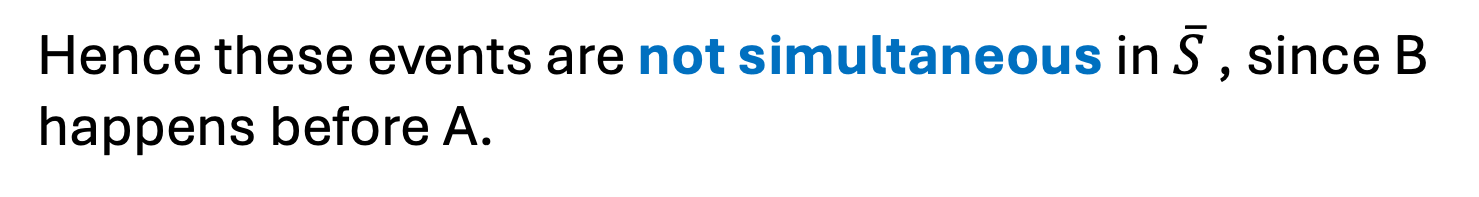 Hence these events are not simultaneous in S̄ , since B
happens before A.